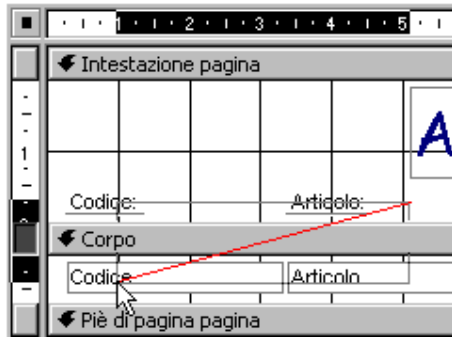 1 2 3 4 5
Intestazione pagina
1
A
Codice: Articolo:
Corpo
Codice Articolo
Piè di pagina pagina